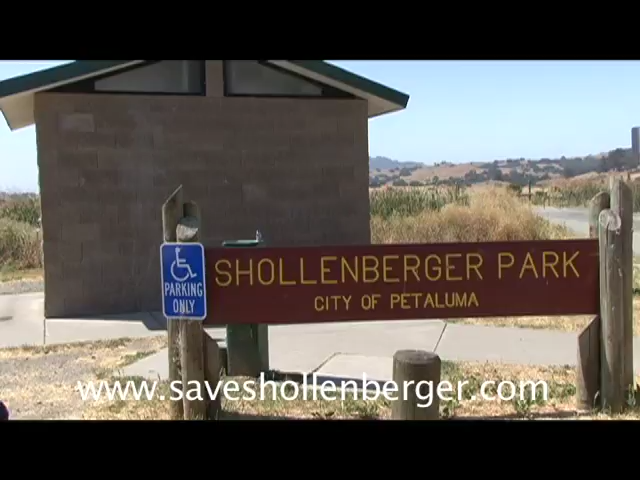 SHOLLENBERGER PARK
CITY OF PETALUMA
PARKING
ONLY
www.saveshollenberger.com